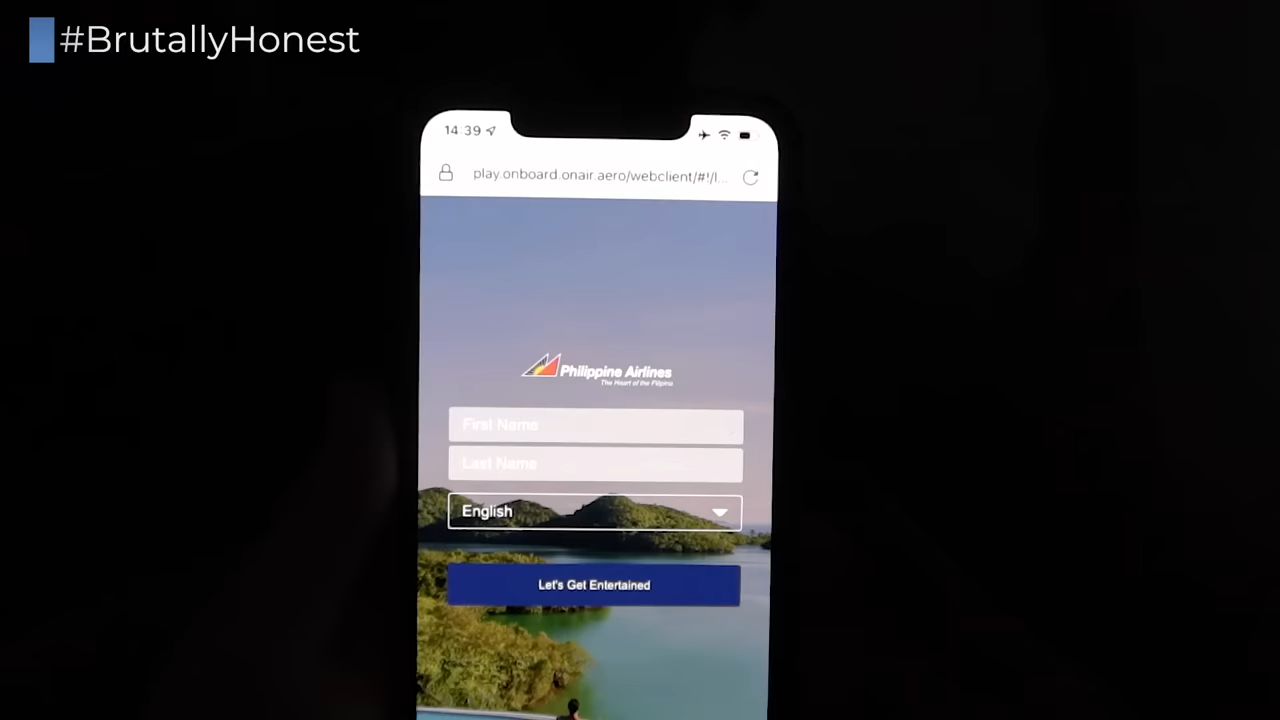 #BrutallyHonest
14:39
play.onboard.onair.aero/webclient/#!/l...
Philippine Airlines
The Heart of the Filipino
First Name
Last Name
English
Let's Get Entertained